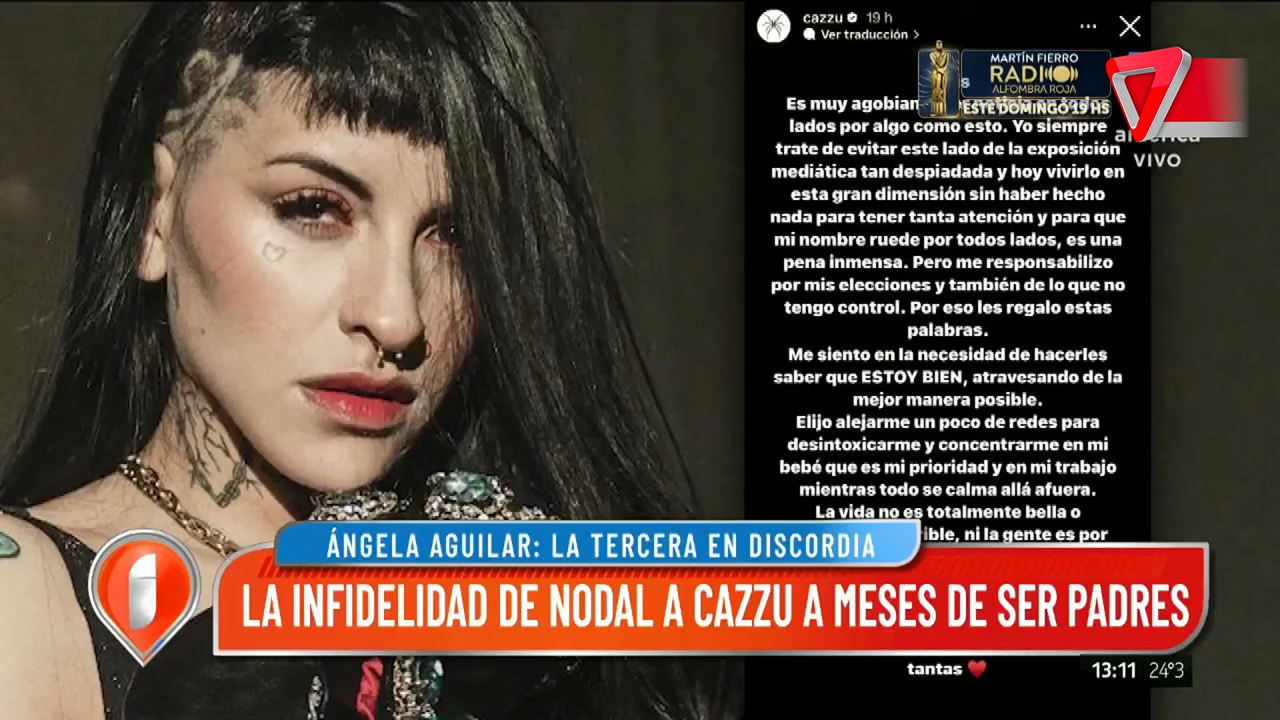 cazzu 19 h
Ver traducción >
MARTÍN FIERRO
RADIO
ALFOMBRA ROJA
ESTE DOMINGO 19 HS
américa
VIVO
Es muy
lados por algo como esto. Yo siempre
trate de evitar este lado de la exposición
mediática tan despiadada y hoy vivirlo en
esta gran dimensión sin haber hecho
nada para tener tanta atención y para que
mi nombre ruede por todos lados, es una
pena inmensa. Pero me responsabilizo
por mis elecciones y también de lo que no
tengo control. Por eso les regalo estas
palabras.
Me siento en la necesidad de hacerles
saber que ESTOY BIEN, atravesando de la
mejor manera posible.
Elijo alejarme un poco de redes para
desintoxicarme y concentrarme en mi
bebé que es mi prioridad y en mi trabajo
mientras todo se calma allá afuera.
La vida no es totalmente bella o
ni la gente es por
ÁNGELA AGUILAR: LA TERCERA EN DISCORDIA
LA INFIDELIDAD DE NODAL A CAZZU A MESES DE SER PADRES
tantas ❤️
13:11 24°3